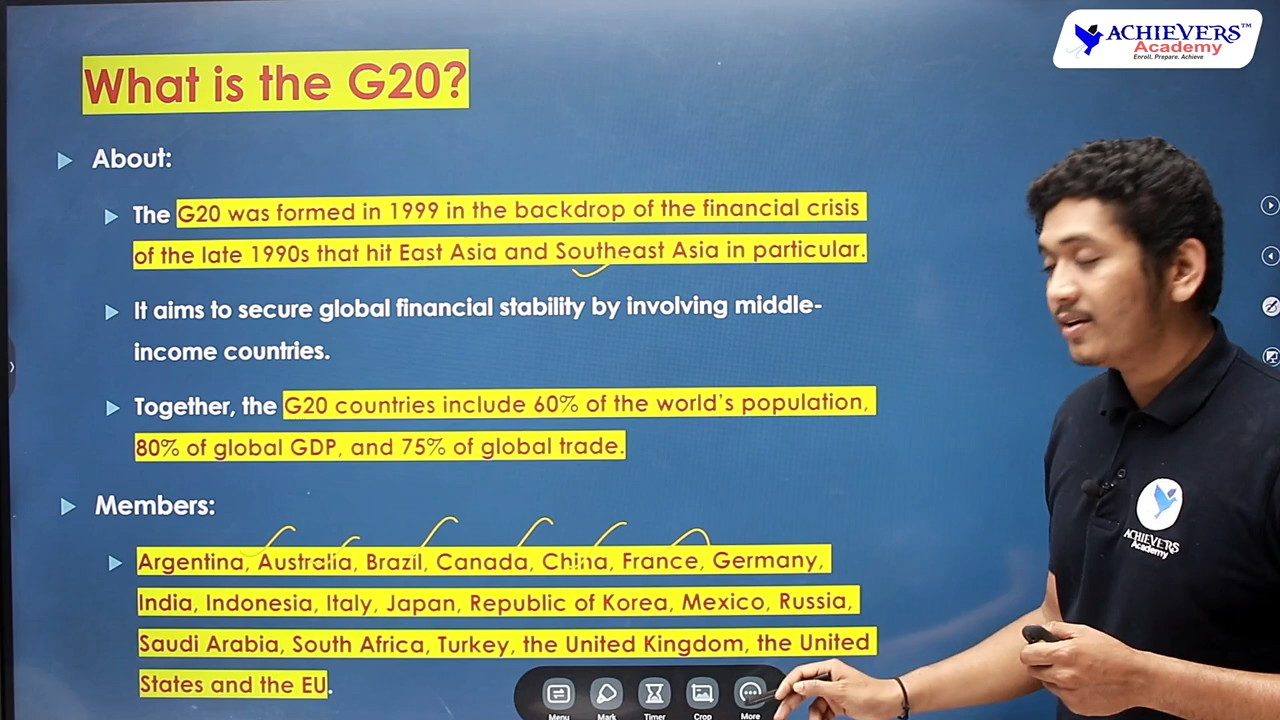 ACHIEVERS™
Academy
Enroll. Prepare. Achieve
What is the G20?
About:
The G20 was formed in 1999 in the backdrop of the financial crisis
of the late 1990s that hit East Asia and Southeast Asia in particular.
It aims to secure global financial stability by involving middle-
income countries.
Together, the G20 countries include 60% of the world's population,
80% of global GDP, and 75% of global trade.
Members:
Argentina, Australia, Brazil, Canada, China, France, Germany,
India, Indonesia, Italy, Japan, Republic of Korea, Mexico, Russia,
Saudi Arabia, South Africa, Turkey, the United Kingdom, the United
States and the EU.
Menu Mark Timer Crop More
ACHIEVERS
Academy